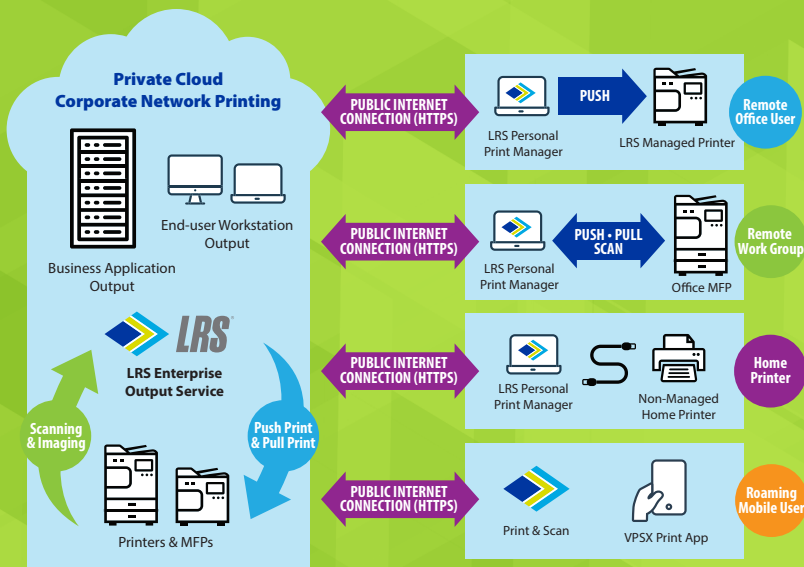 Private Cloud
Corporate Network Printing
End-user Workstation
Output
Business Application
Output
LRS
LRS Enterprise
Output Service
Scanning
& Imaging
Push Print
& Pull Print
Printers & MFPs
PUBLIC INTERNET
CONNECTION (HTTPS)
LRS Personal
Print Manager
PUSH
LRS Managed Printer
Remote
Office User
PUBLIC INTERNET
CONNECTION (HTTPS)
LRS Personal
Print Manager
PUSH • PULL
SCAN
Office MFP
Remote
Work Group
PUBLIC INTERNET
CONNECTION (HTTPS)
LRS Personal
Print Manager
Non-Managed
Home Printer
Home
Printer
PUBLIC INTERNET
CONNECTION (HTTPS)
Print & Scan
VPSX Print App
Roaming
Mobile User